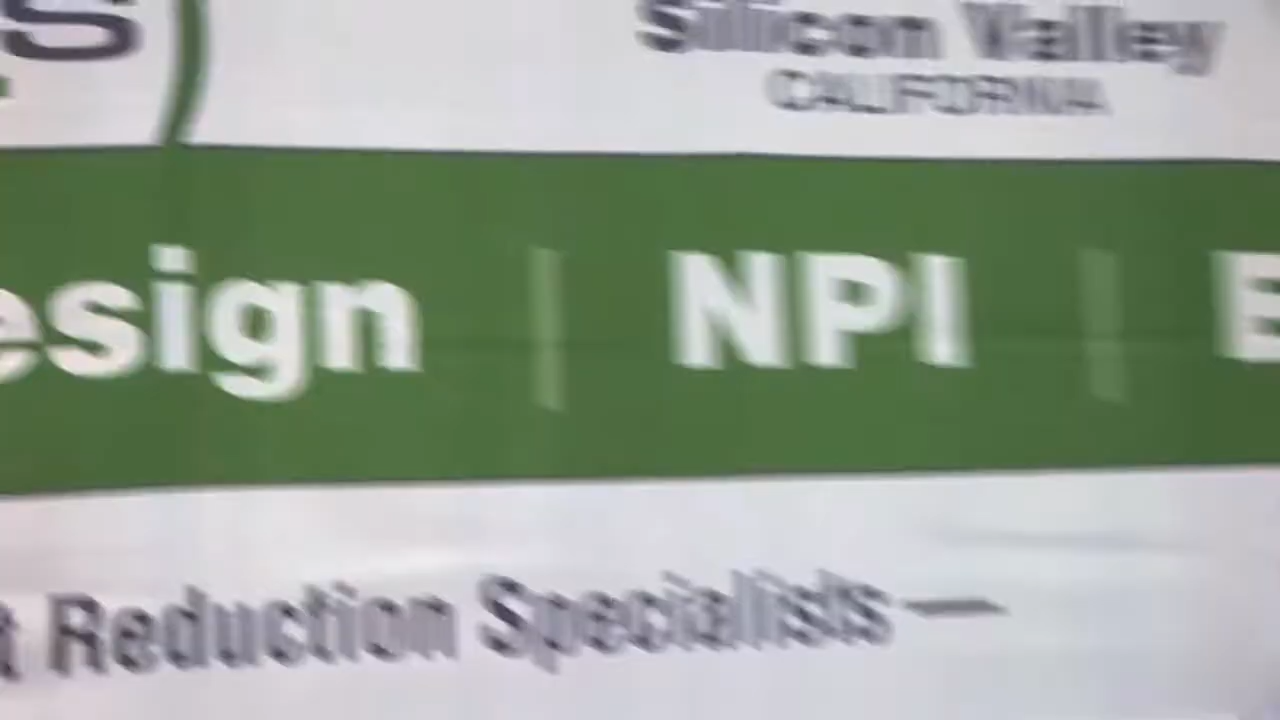 Silicon Valley
CALIFORNIA
esign | NPI | E
t Reduction Specialists —